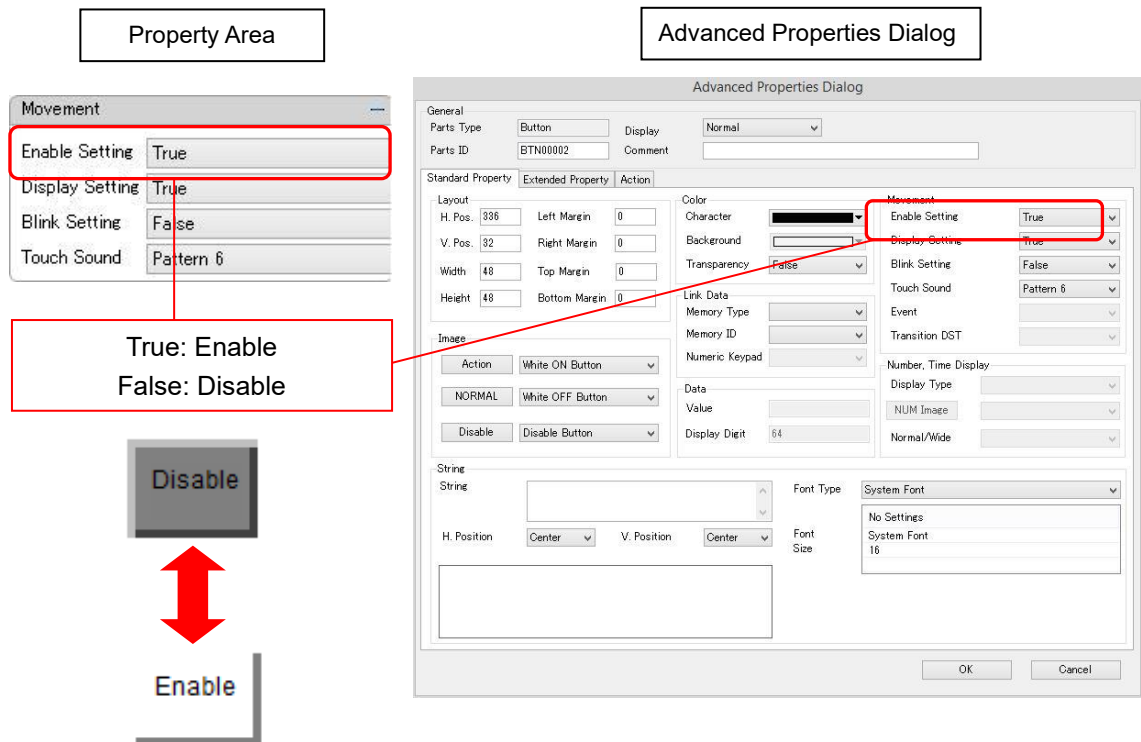 Property Area
Advanced Properties Dialog
Movement
Enable Setting True
Display Setting True
Blink Setting False
Touch Sound Pattern 6
True: Enable
False: Disable
Disable
Enable
Advanced Properties Dialog
General
Parts Type Button Display Normal
Parts ID BTN00002 Comment
Standard Property Extended Property Action
Layout
H. Pos. 336 Left Margin 0
V. Pos. 32 Right Margin 0
Width 48 Top Margin 0
Height 48 Bottom Margin 0
Image
Action White ON Button
NORMAL White OFF Button
Disable Disable Button
Color
Character
Background
Transparency False
Link Data
Memory Type
Memory ID
Numeric Keypad
Data
Value
Display Digit 64
Movement
Enable Setting True
Display Setting True
Blink Setting False
Touch Sound Pattern 6
Event
Transition DST
Number, Time Display
Display Type
NUM Image
Normal/Wide
String
String
H. Position Center V. Position Center
Font Type System Font
Font Size
No Settings
System Font
16
OK Cancel